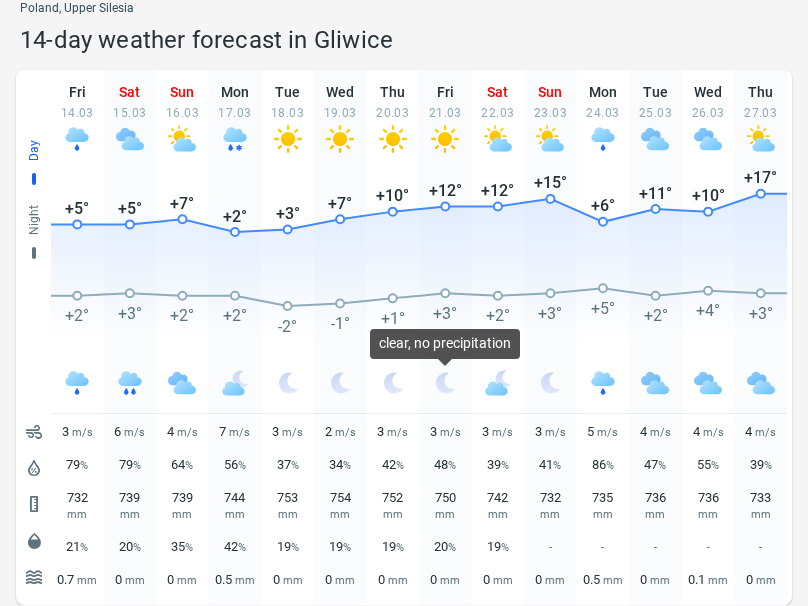 Poland, Upper Silesia
14-day weather forecast in Gliwice
Fri Sat Sun Mon Tue Wed Thu Fri Sat Sun Mon Tue Wed Thu
14.03 15.03 16.03 17.03 18.03 19.03 20.03 21.03 22.03 23.03 24.03 25.03 26.03 27.03
Day
+5° +5° +7° +2° +3° +7° +10° +12° +12° +15° +6° +11° +10° +17°
Night
+2° +3° +2° +2° -2° -1° +1° +3° +2° +3° +5° +2° +4° +3°
clear, no precipitation
3 m/s 6 m/s 4 m/s 7 m/s 3 m/s 2 m/s 3 m/s 3 m/s 3 m/s 3 m/s 5 m/s 4 m/s 4 m/s 4 m/s
79% 79% 64% 56% 37% 34% 42% 48% 39% 41% 86% 47% 55% 39%
732 739 739 744 753 754 752 750 742 732 735 736 736 733
mm mm mm mm mm mm mm mm mm mm mm mm mm mm
21% 20% 35% 42% 19% 19% 19% 20% 19% - - - - -
0.7 mm 0 mm 0 mm 0.5 mm 0 mm 0 mm 0 mm 0 mm 0 mm 0 mm 0.5 mm 0 mm 0.1 mm 0 mm